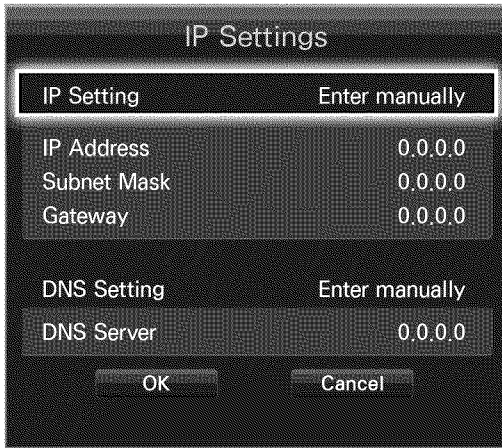 IP Settings
IP Setting Enter manually
IP Address 0.0.0.0
Subnet Mask 0.0.0.0
Gateway 0.0.0.0
DNS Setting Enter manually
DNS Server 0.0.0.0
OK Cancel